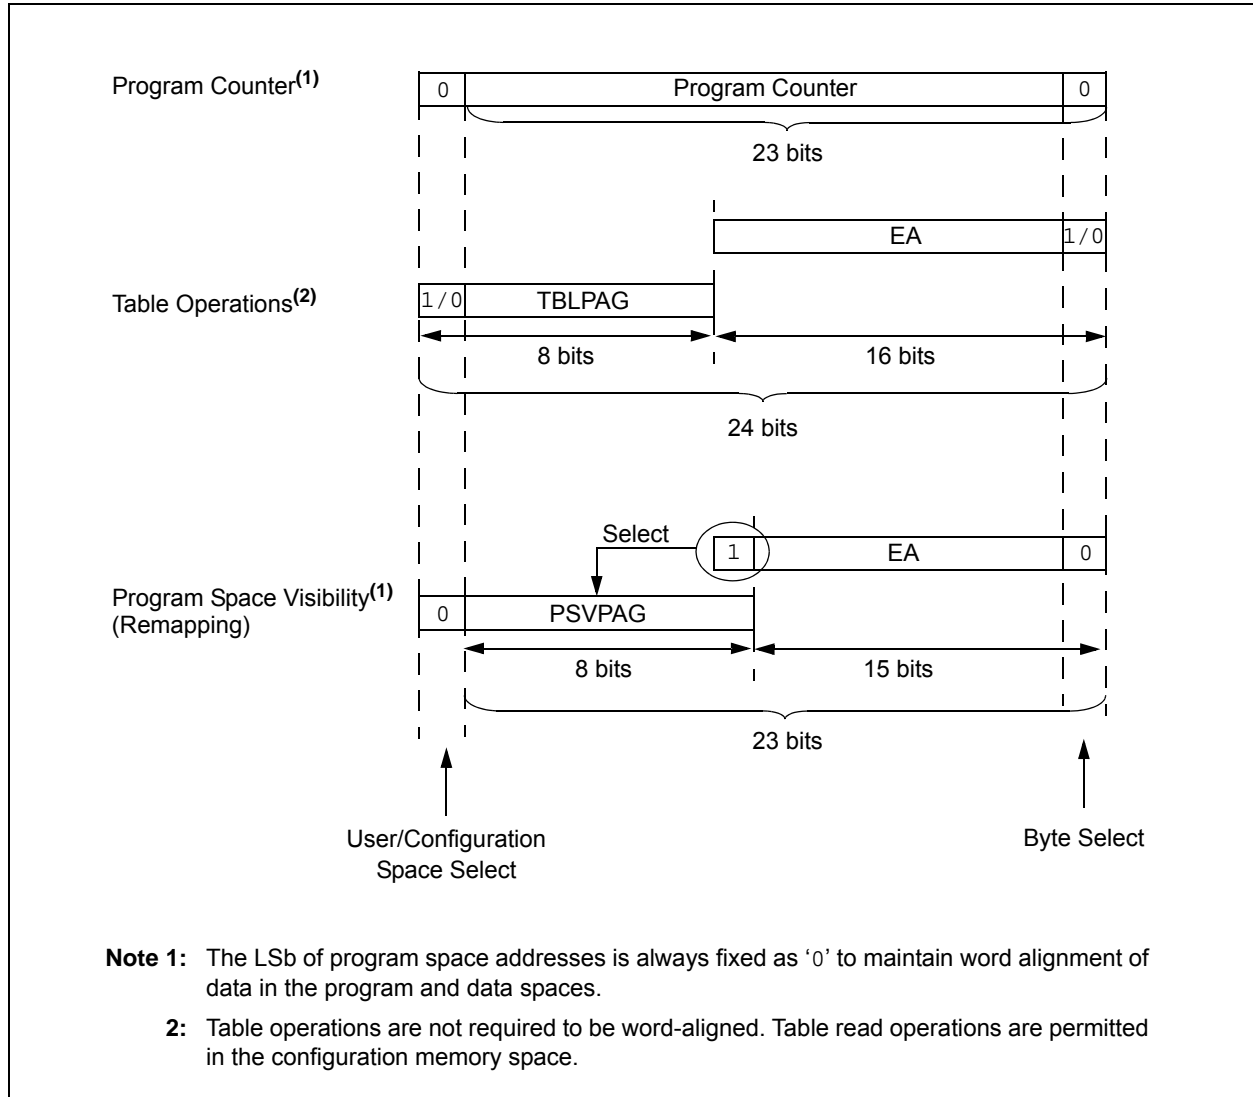 Program Counter(1)
0
Program Counter
0
23 bits
EA
1/0
Table Operations(2)
1/0
TBLPAG
8 bits
16 bits
24 bits
Select
1
EA
0
Program Space Visibility(1)
(Remapping)
0
PSVPAG
8 bits
15 bits
23 bits
User/Configuration
Space Select
Byte Select
Note 1: The LSb of program space addresses is always fixed as ‘0’ to maintain word alignment of
data in the program and data spaces.
2: Table operations are not required to be word-aligned. Table read operations are permitted
in the configuration memory space.